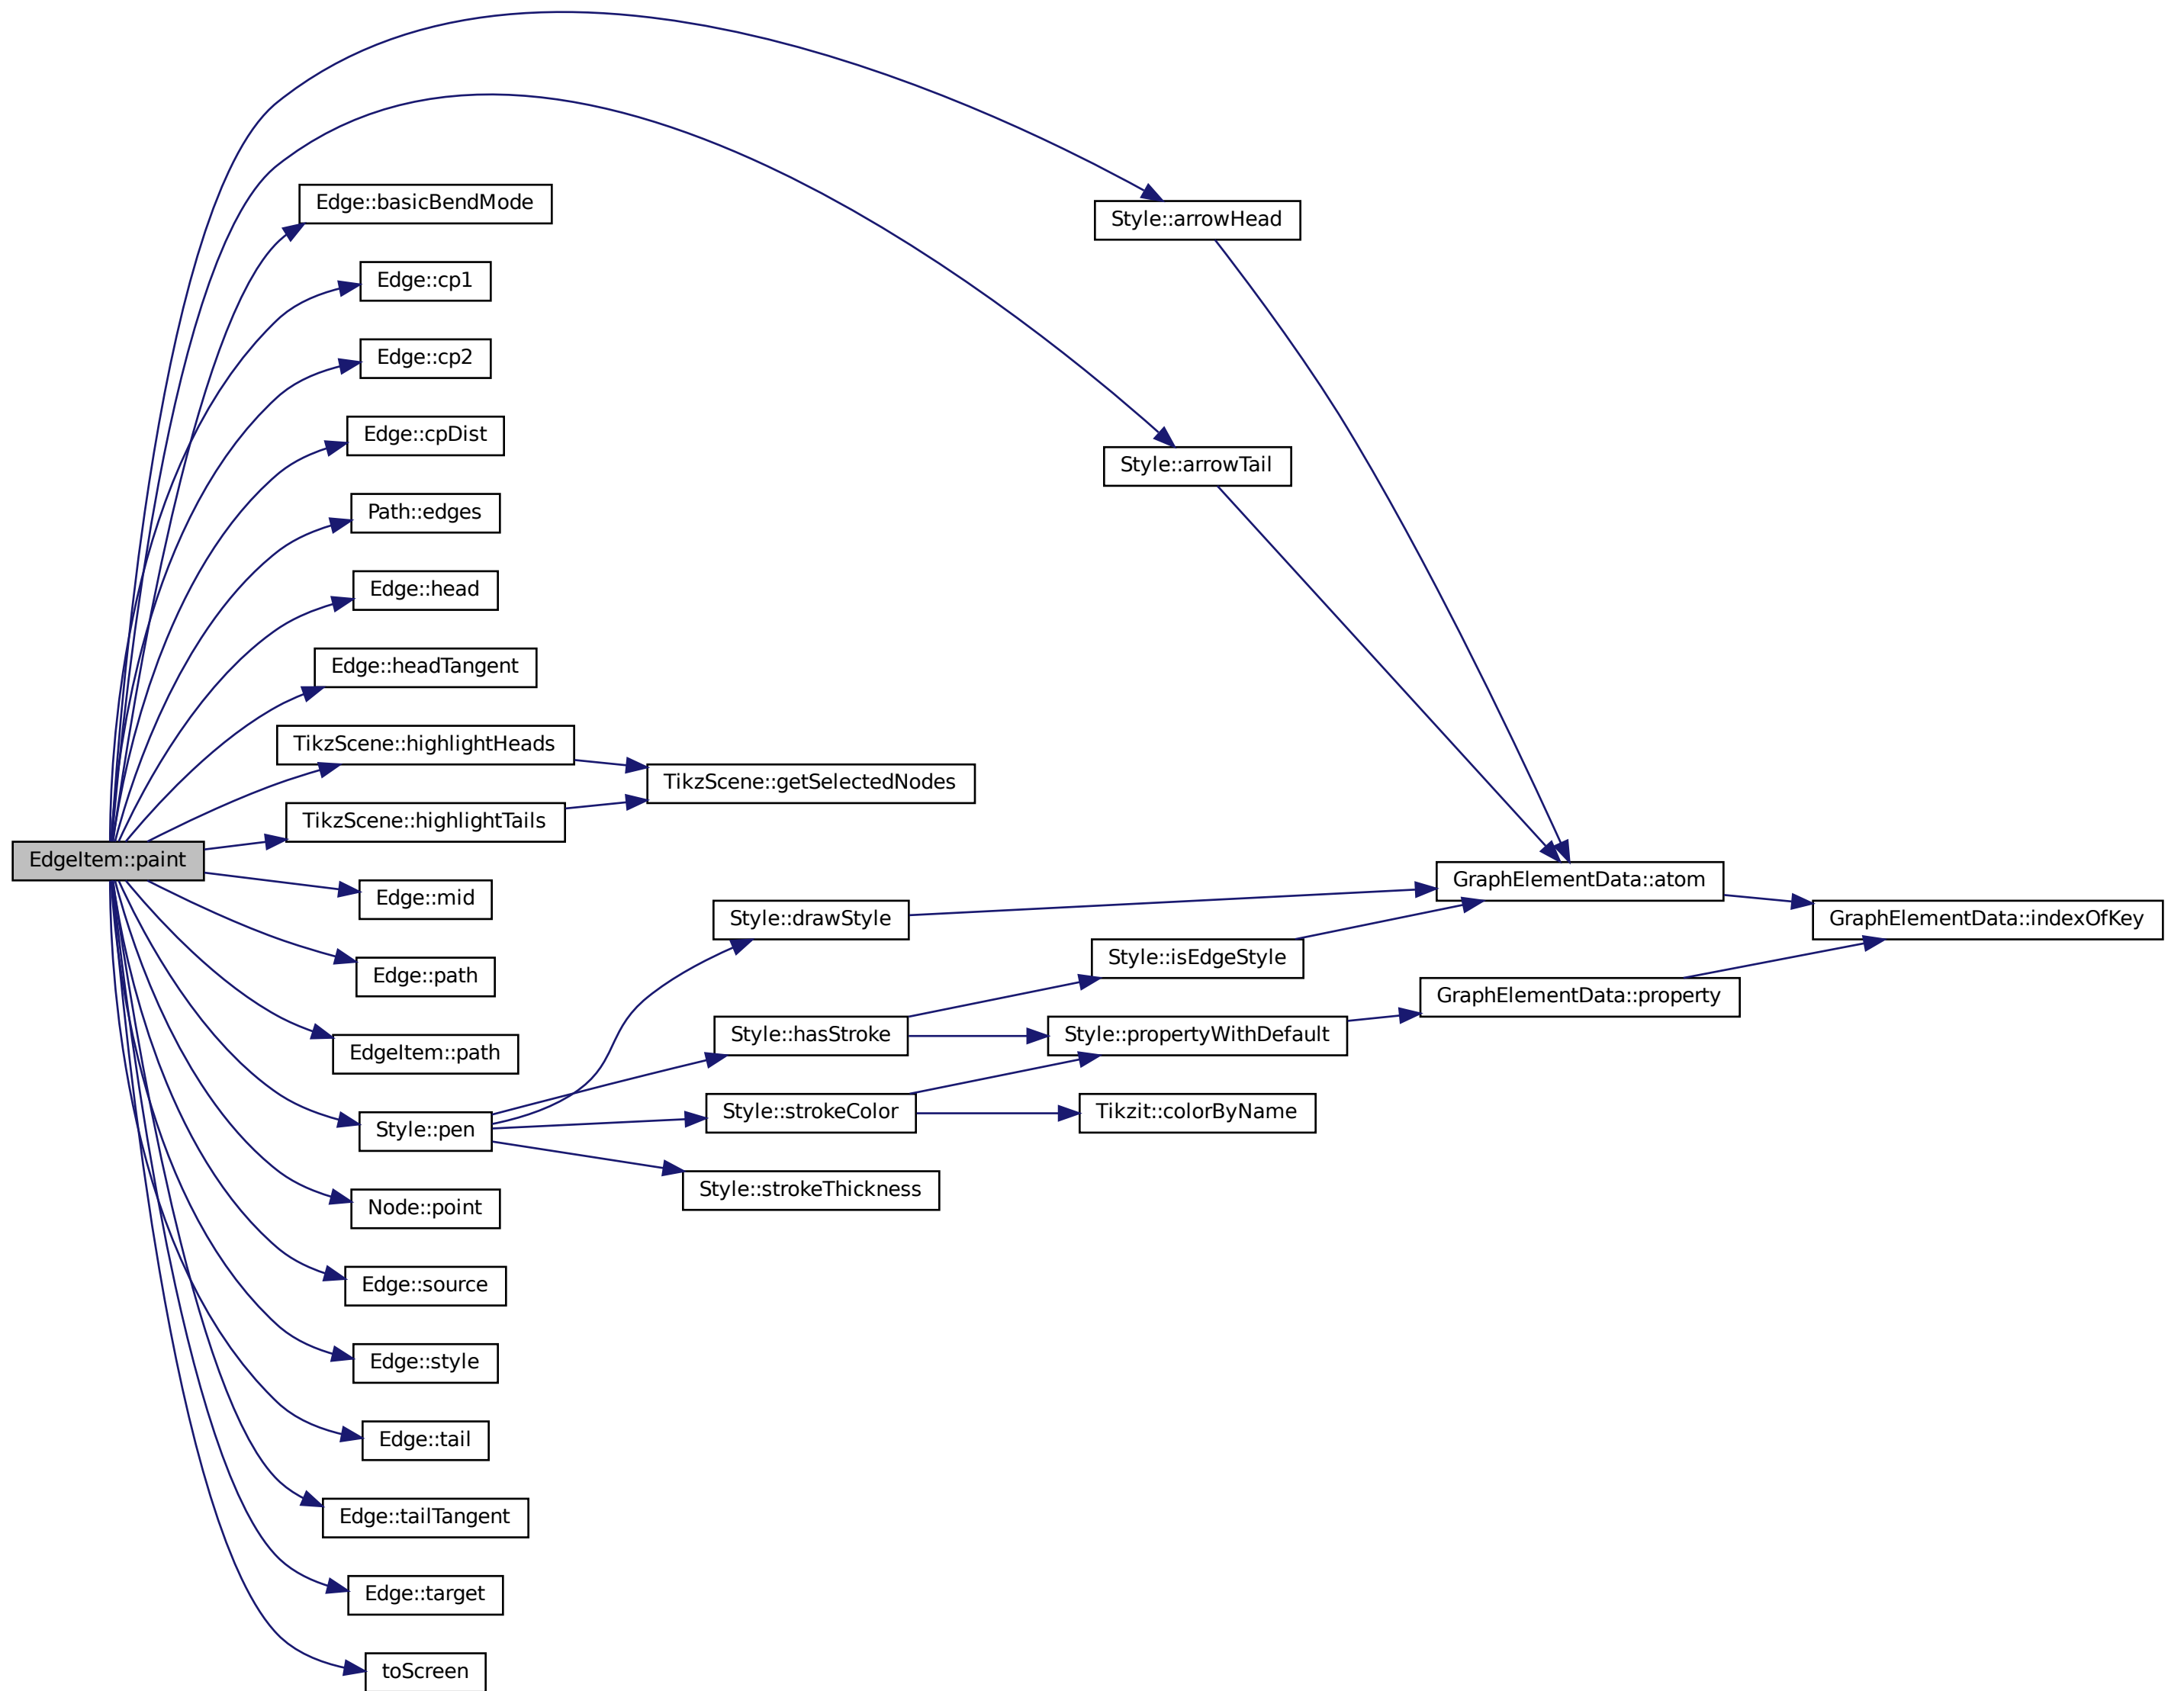 Edge::basicBendMode
Style::arrowHead
Edge::cp1
Edge::cp2
Edge::cpDist
Style::arrowTail
Path::edges
Edge::head
Edge::headTangent
TikzScene::highlightHeads
TikzScene::getSelectedNodes
TikzScene::highlightTails
EdgeItem::paint
GraphElementData::atom
Edge::mid
Style::drawStyle
GraphElementData::indexOfKey
Style::isEdgeStyle
Edge::path
GraphElementData::property
Style::hasStroke
Style::propertyWithDefault
EdgeItem::path
Style::strokeColor
Tikzit::colorByName
Style::pen
Style::strokeThickness
Node::point
Edge::source
Edge::style
Edge::tail
Edge::tailTangent
Edge::target
toScreen